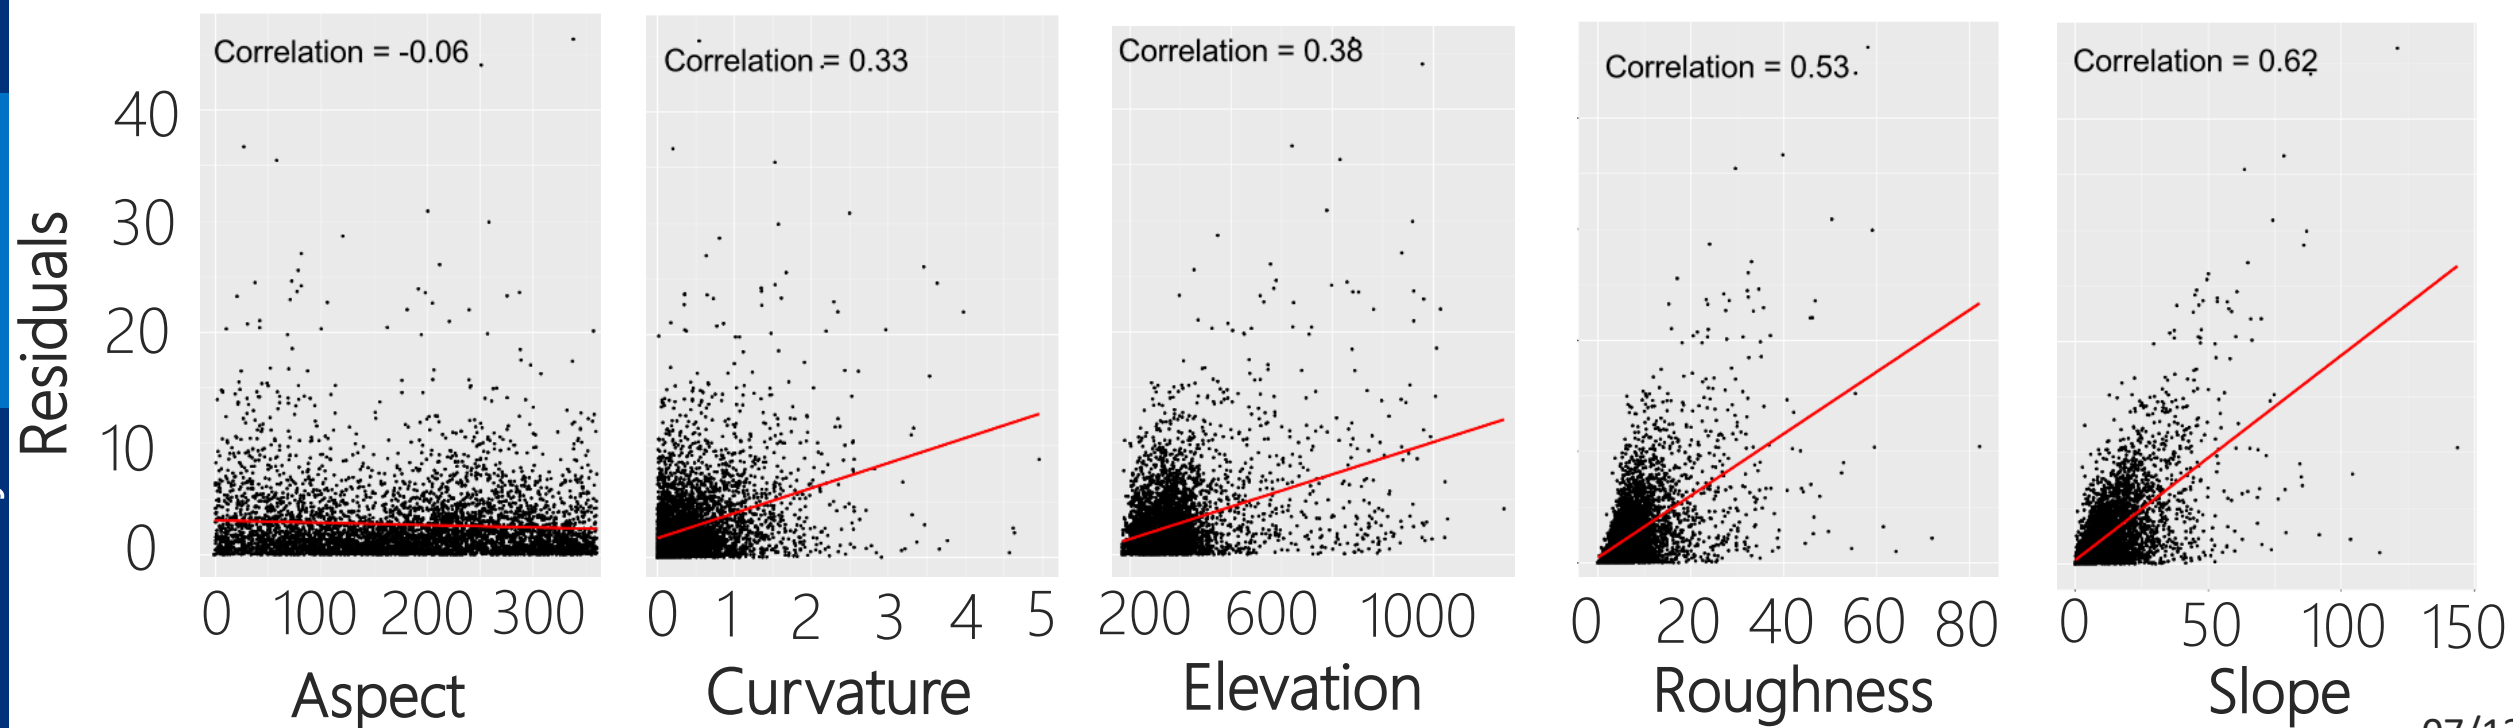 Correlation = -0.06
Correlation = 0.33
Correlation = 0.38
Correlation = 0.53
Correlation = 0.62
Residuals
40
30
20
10
0
0 100 200 300
0 1 2 3 4 5
200 600 1000
0 20 40 60 80
0 50 100 150
Aspect
Curvature
Elevation
Roughness
Slope